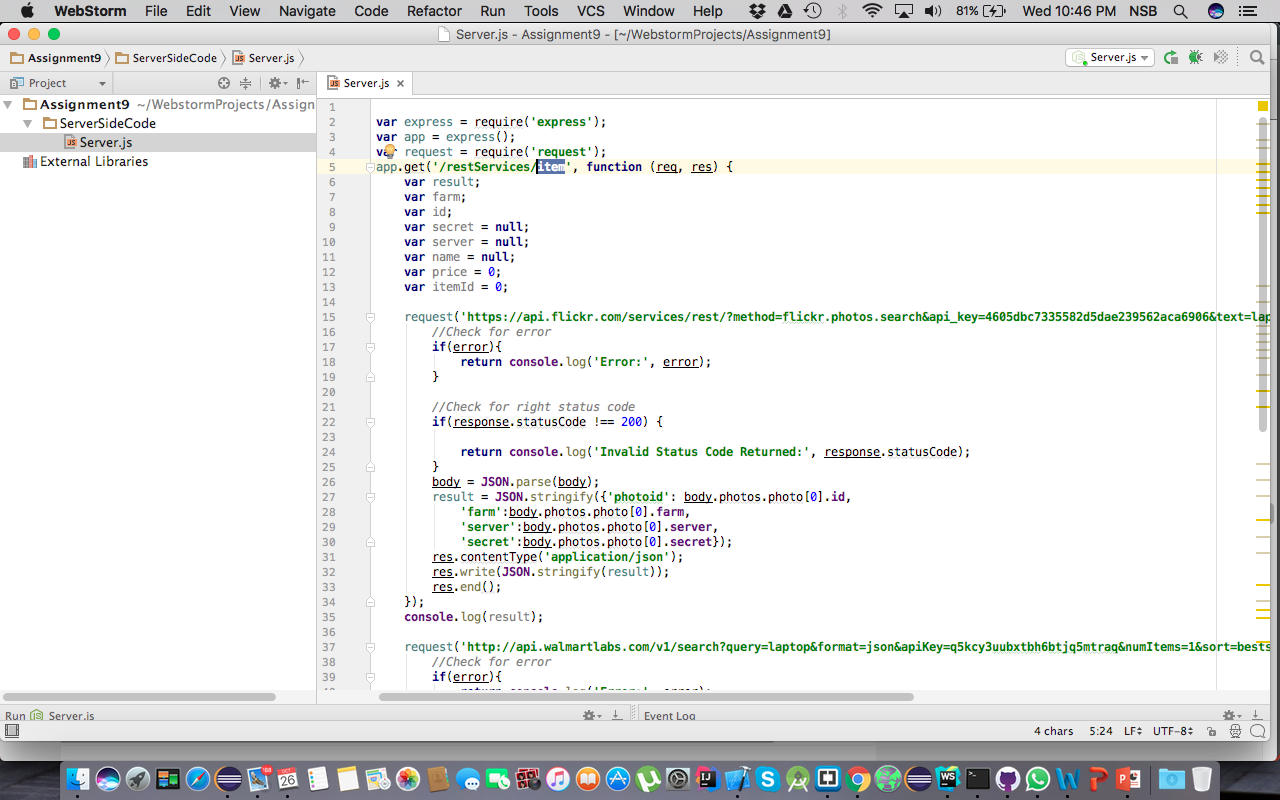 WebStorm File Edit View Navigate Code Refactor Run Tools VCS Window Help 81% Wed 10:46 PM NSB
Server.js - Assignment9 - [~/WebstormProjects/Assignment9]
Assignment9 ServerSideCode Server.js Server.js
Project Server.js
Assignment9 ~/WebstormProjects/Assign
ServerSideCode
Server.js
External Libraries
1
2 var express = require('express');
3 var app = express();
4 var request = require('request');
5 app.get('/restServices/item', function (req, res) {
6 var result;
7 var farm;
8 var id;
9 var secret = null;
10 var server = null;
11 var name = null;
12 var price = 0;
13 var itemId = 0;
14
15 request('https://api.flickr.com/services/rest/?method=flickr.photos.search&api_key=4605dbc7335582d5dae239562aca6906&text=lap
16 //Check for error
17 if(error){
18 return console.log('Error:', error);
19 }
20
21 //Check for right status code
22 if(response.statusCode !== 200) {
23
24 return console.log('Invalid Status Code Returned:', response.statusCode);
25 }
26 body = JSON.parse(body);
27 result = JSON.stringify({'photoid': body.photos.photo[0].id,
28 'farm':body.photos.photo[0].farm,
29 'server':body.photos.photo[0].server,
30 'secret':body.photos.photo[0].secret});
31 res.contentType('application/json');
32 res.write(JSON.stringify(result));
33 res.end();
34 });
35 console.log(result);
36
37 request('http://api.walmartlabs.com/v1/search?query=laptop&format=json&apiKey=q5kcy3uubxtbh6btjq5mtraq&numItems=1&sort=bests
38 //Check for error
39 if(error){
return console.log('Error:', error);
Run Server.js Event Log
4 chars 5:24 LF UTF-8
OCT
26
WS